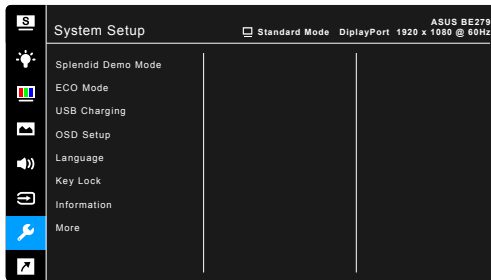 S
System Setup
ASUS BE279
Standard Mode DiplayPort 1920 x 1080 @ 60Hz
Splendid Demo Mode
ECO Mode
USB Charging
OSD Setup
Language
Key Lock
Information
More